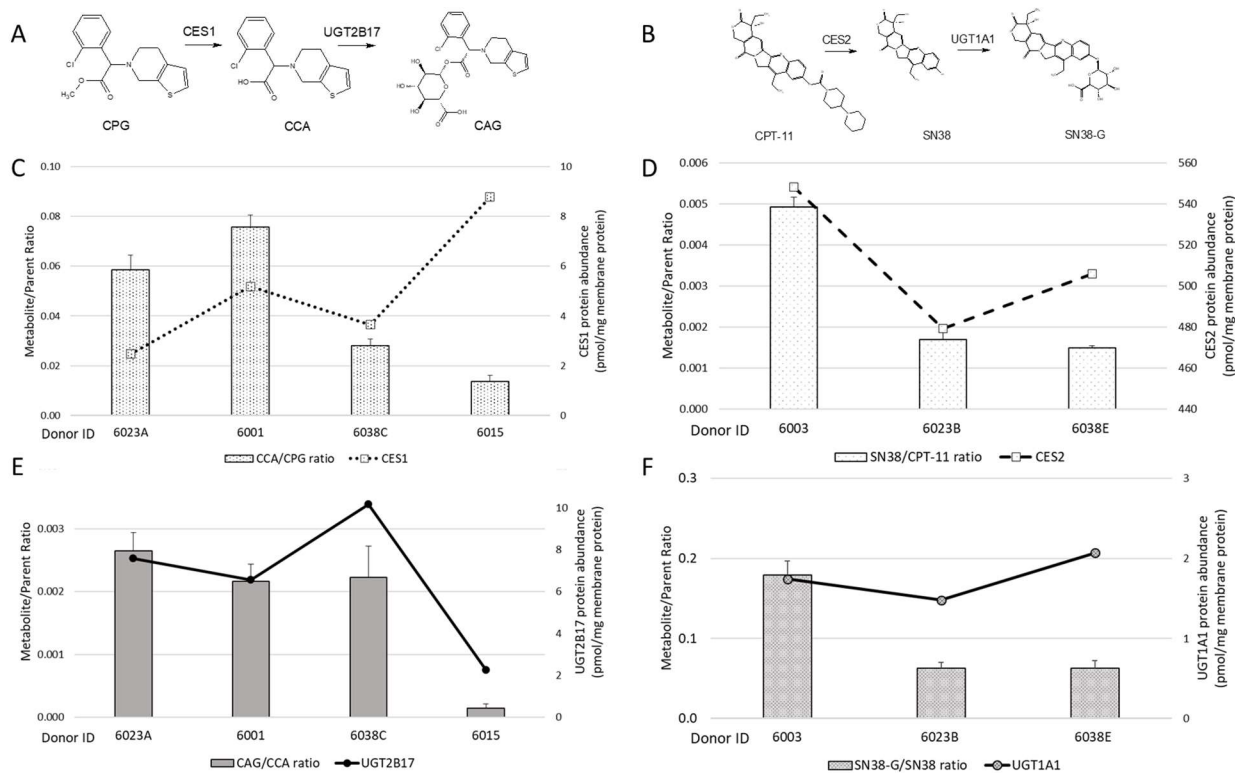 A
CES1
UGT2B17
CPG
CCA
CAG
B
CES2
UGT1A1
CPT-11
SN38
SN38-G
C
Metabolite/Parent Ratio
0.10
0.08
0.06
0.04
0.02
0.00
10
8
6
4
2
0
CES1 protein abundance
(pmol/mg membrane protein)
Donor ID 6023A 6001 6038C 6015
CCA/CPG ratio CES1
D
Metabolite/Parent Ratio
0.006
0.005
0.004
0.003
0.002
0.001
0.000
560
540
520
500
480
460
440
CES2 protein abundance
(pmol/mg membrane protein)
Donor ID 6003 6023B 6038E
SN38/CPT-11 ratio CES2
E
Metabolite/Parent Ratio
0.003
0.002
0.001
0.000
10
8
6
4
2
0
UGT2B17 protein abundance
(pmol/mg membrane protein)
Donor ID 6023A 6001 6038C 6015
CAG/CCA ratio UGT2B17
F
Metabolite/Parent Ratio
0.3
0.2
0.1
0.0
3
2
1
0
UGT1A1 protein abundance
(pmol/mg membrane protein)
Donor ID 6003 6023B 6038E
SN38-G/SN38 ratio UGT1A1